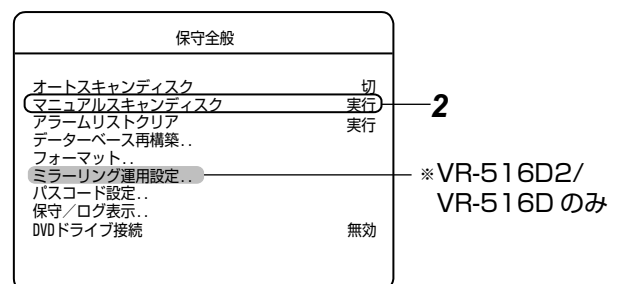 保守全般
オートスキャンディスク 切
マニュアルスキャンディスク 実行 2
アラームリストクリア 実行
データーベース再構築..
フォーマット..
ミラーリング運用設定.. ※VR-516D2/
VR-516D のみ
パスコード設定..
保守／ログ表示..
DVDドライブ接続 無効